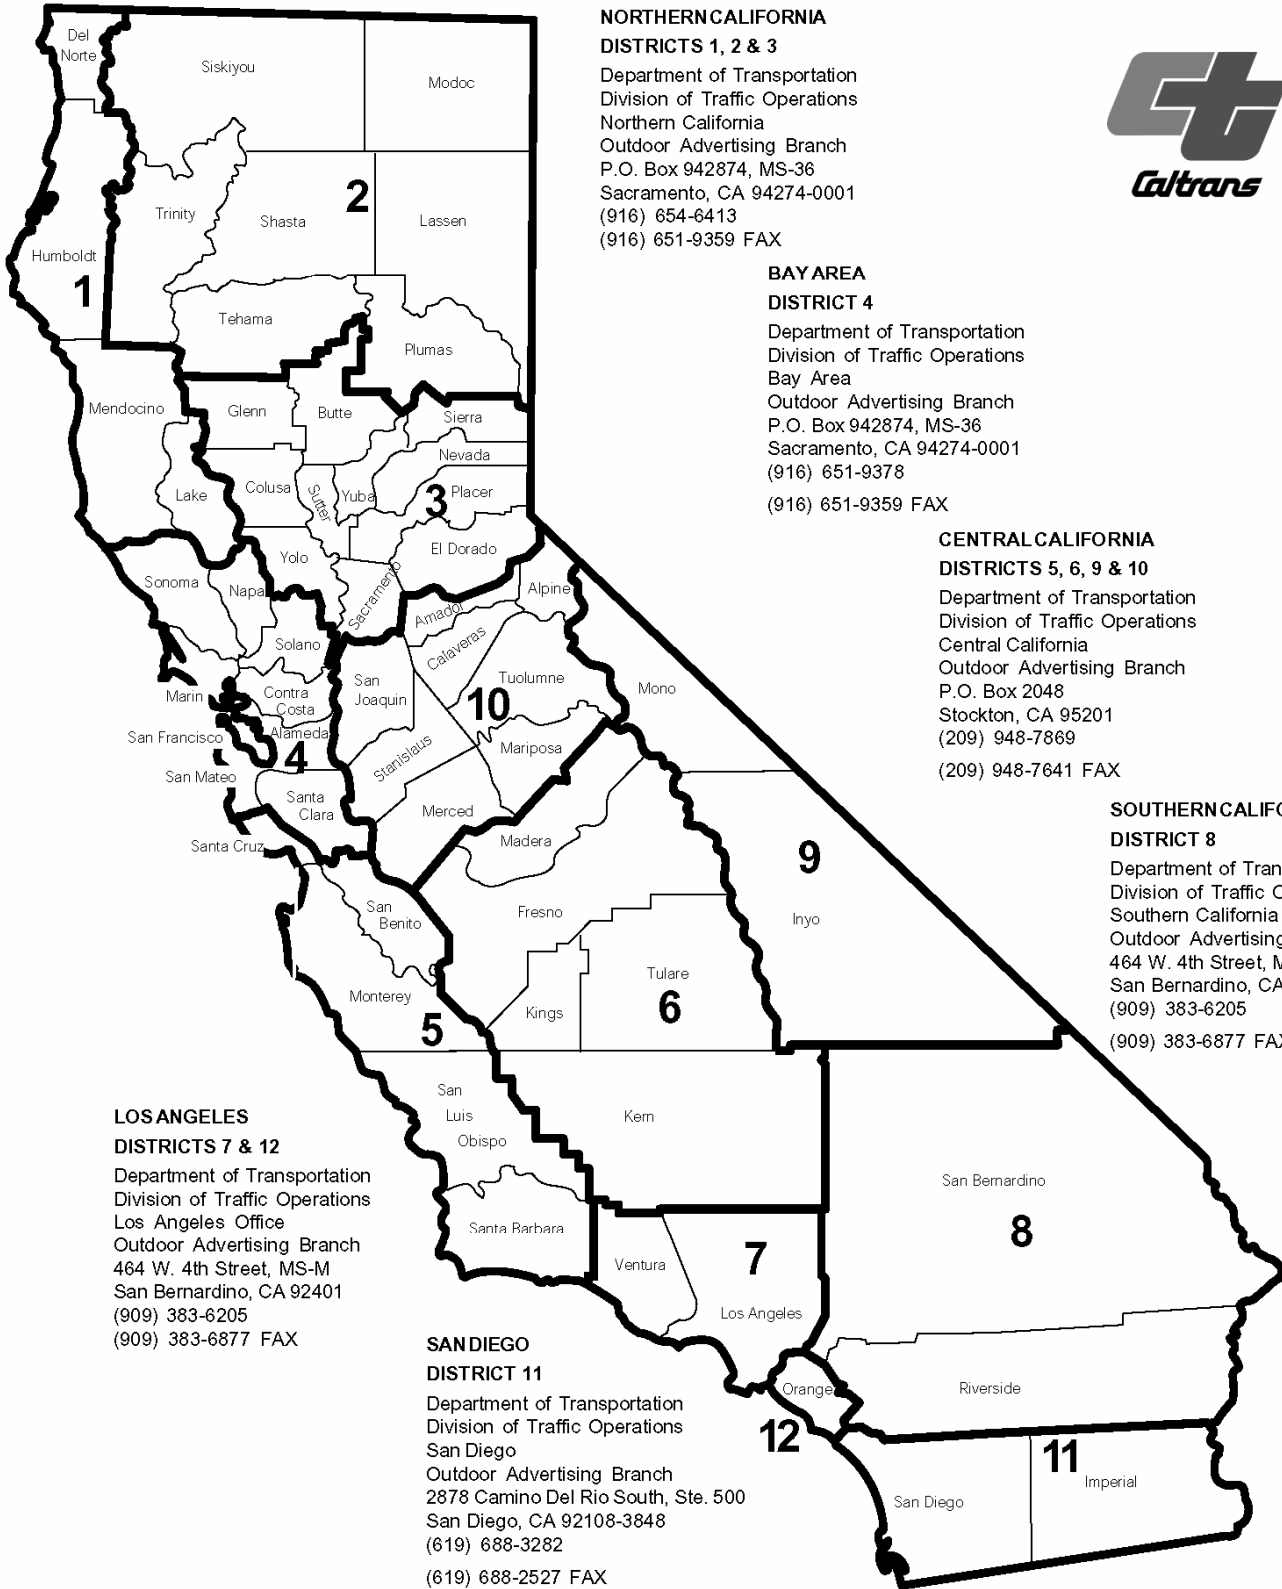 NORTHERN CALIFORNIA
DISTRICTS 1, 2 & 3
Department of Transportation
Division of Traffic Operations
Northern California
Outdoor Advertising Branch
P.O. Box 942874, MS-36
Sacramento, CA 94274-0001
(916) 654-6413
(916) 651-9359 FAX
Caltrans
BAY AREA
DISTRICT 4
Department of Transportation
Division of Traffic Operations
Bay Area
Outdoor Advertising Branch
P.O. Box 942874, MS-36
Sacramento, CA 94274-0001
(916) 651-9378
(916) 651-9359 FAX
CENTRAL CALIFORNIA
DISTRICTS 5, 6, 9 & 10
Department of Transportation
Division of Traffic Operations
Central California
Outdoor Advertising Branch
P.O. Box 2048
Stockton, CA 95201
(209) 948-7869
(209) 948-7641 FAX
SOUTHERN CALIFO
DISTRICT 8
Department of Tran
Division of Traffic O
Southern California
Outdoor Advertising
464 W. 4th Street, M
San Bernardino, CA
(909) 383-6205
(909) 383-6877 FAX
LOS ANGELES
DISTRICTS 7 & 12
Department of Transportation
Division of Traffic Operations
Los Angeles Office
Outdoor Advertising Branch
464 W. 4th Street, MS-M
San Bernardino, CA 92401
(909) 383-6205
(909) 383-6877 FAX
SAN DIEGO
DISTRICT 11
Department of Transportation
Division of Traffic Operations
San Diego
Outdoor Advertising Branch
2878 Camino Del Rio South, Ste. 500
San Diego, CA 92108-3848
(619) 688-3282
(619) 688-2527 FAX
Del
Norte
Siskiyou
Modoc
2
Trinity
Shasta
Lassen
Humboldt
1
Tehama
Plumas
Mendocino
Glenn
Butte
Sierra
Nevada
Lake
Colusa
Sutter
Yuba
Placer
3
Yolo
El Dorado
Sonoma
Napa
Sacramento
Alpine
Amador
Solano
Calaveras
Marin
Contra
Costa
San
Joaquin
Tuolumne
Mono
10
San Francisco
Alameda
4
Stanislaus
Mariposa
San Mateo
Santa
Clara
Merced
Santa Cruz
Madera
9
San
Benito
Fresno
Inyo
Monterey
Tulare
6
Kings
5
San
Luis
Obispo
Kern
San Bernardino
8
Santa Barbara
Ventura
7
Los Angeles
Orange
12
Riverside
11
San Diego
Imperial